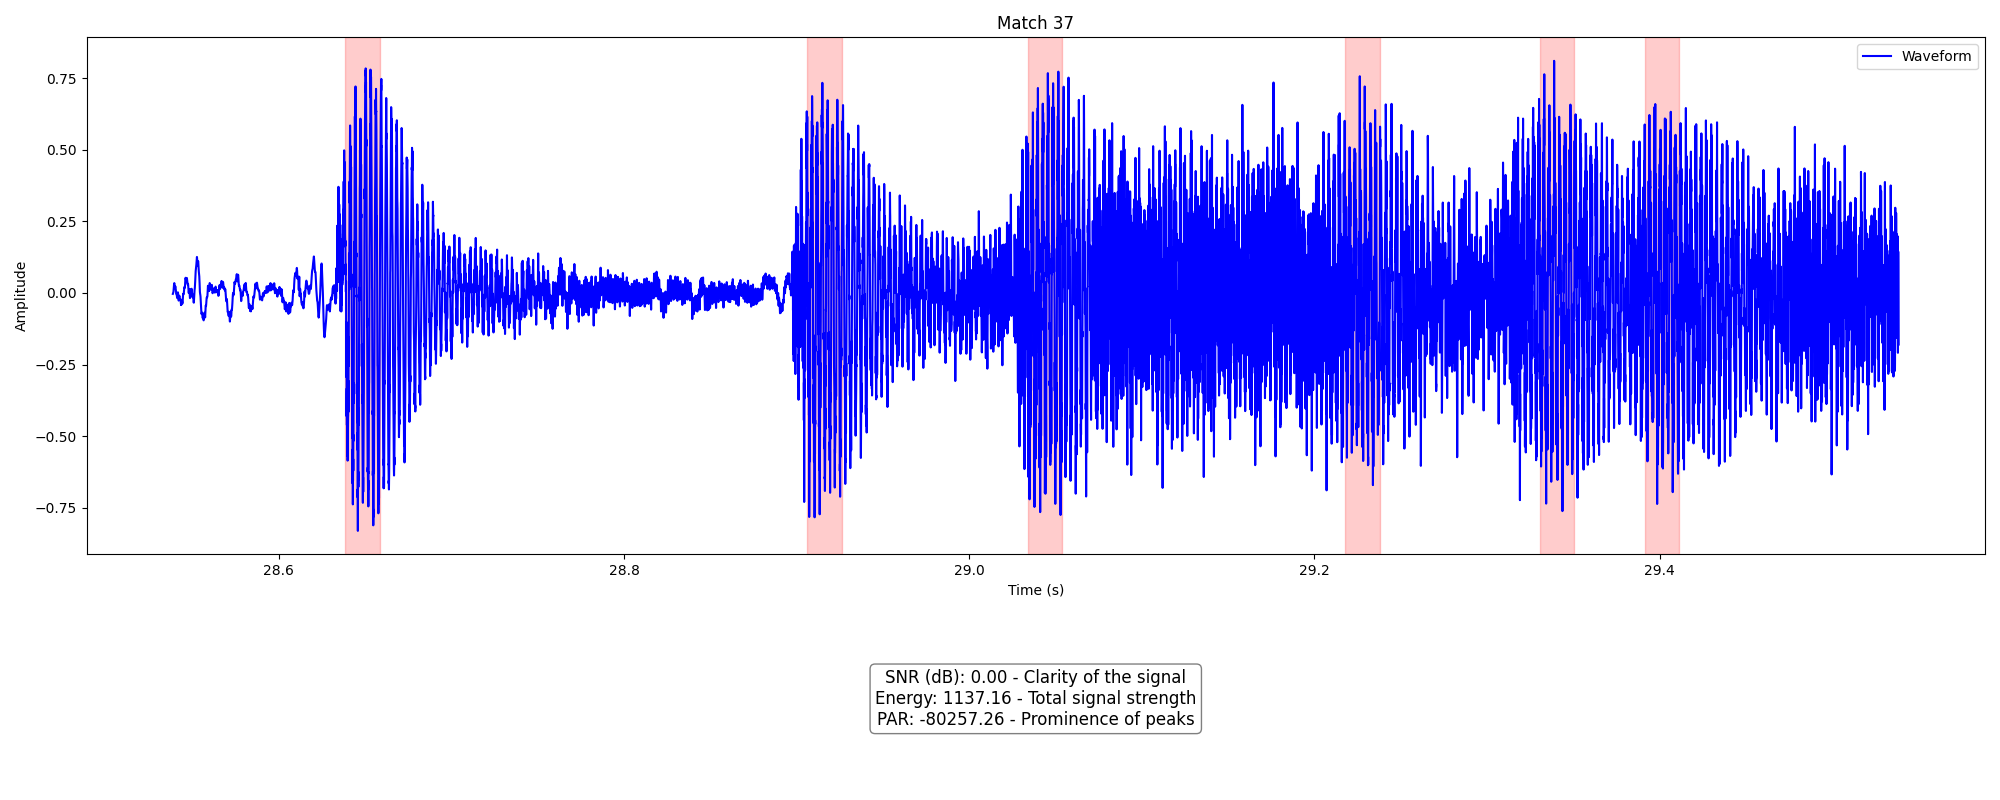 Match 37
Waveform
Amplitude
0.75
0.50
0.25
0.00
−0.25
−0.50
−0.75
28.6 28.8 29.0 29.2 29.4
Time (s)
SNR (dB): 0.00 - Clarity of the signal
Energy: 1137.16 - Total signal strength
PAR: -80257.26 - Prominence of peaks